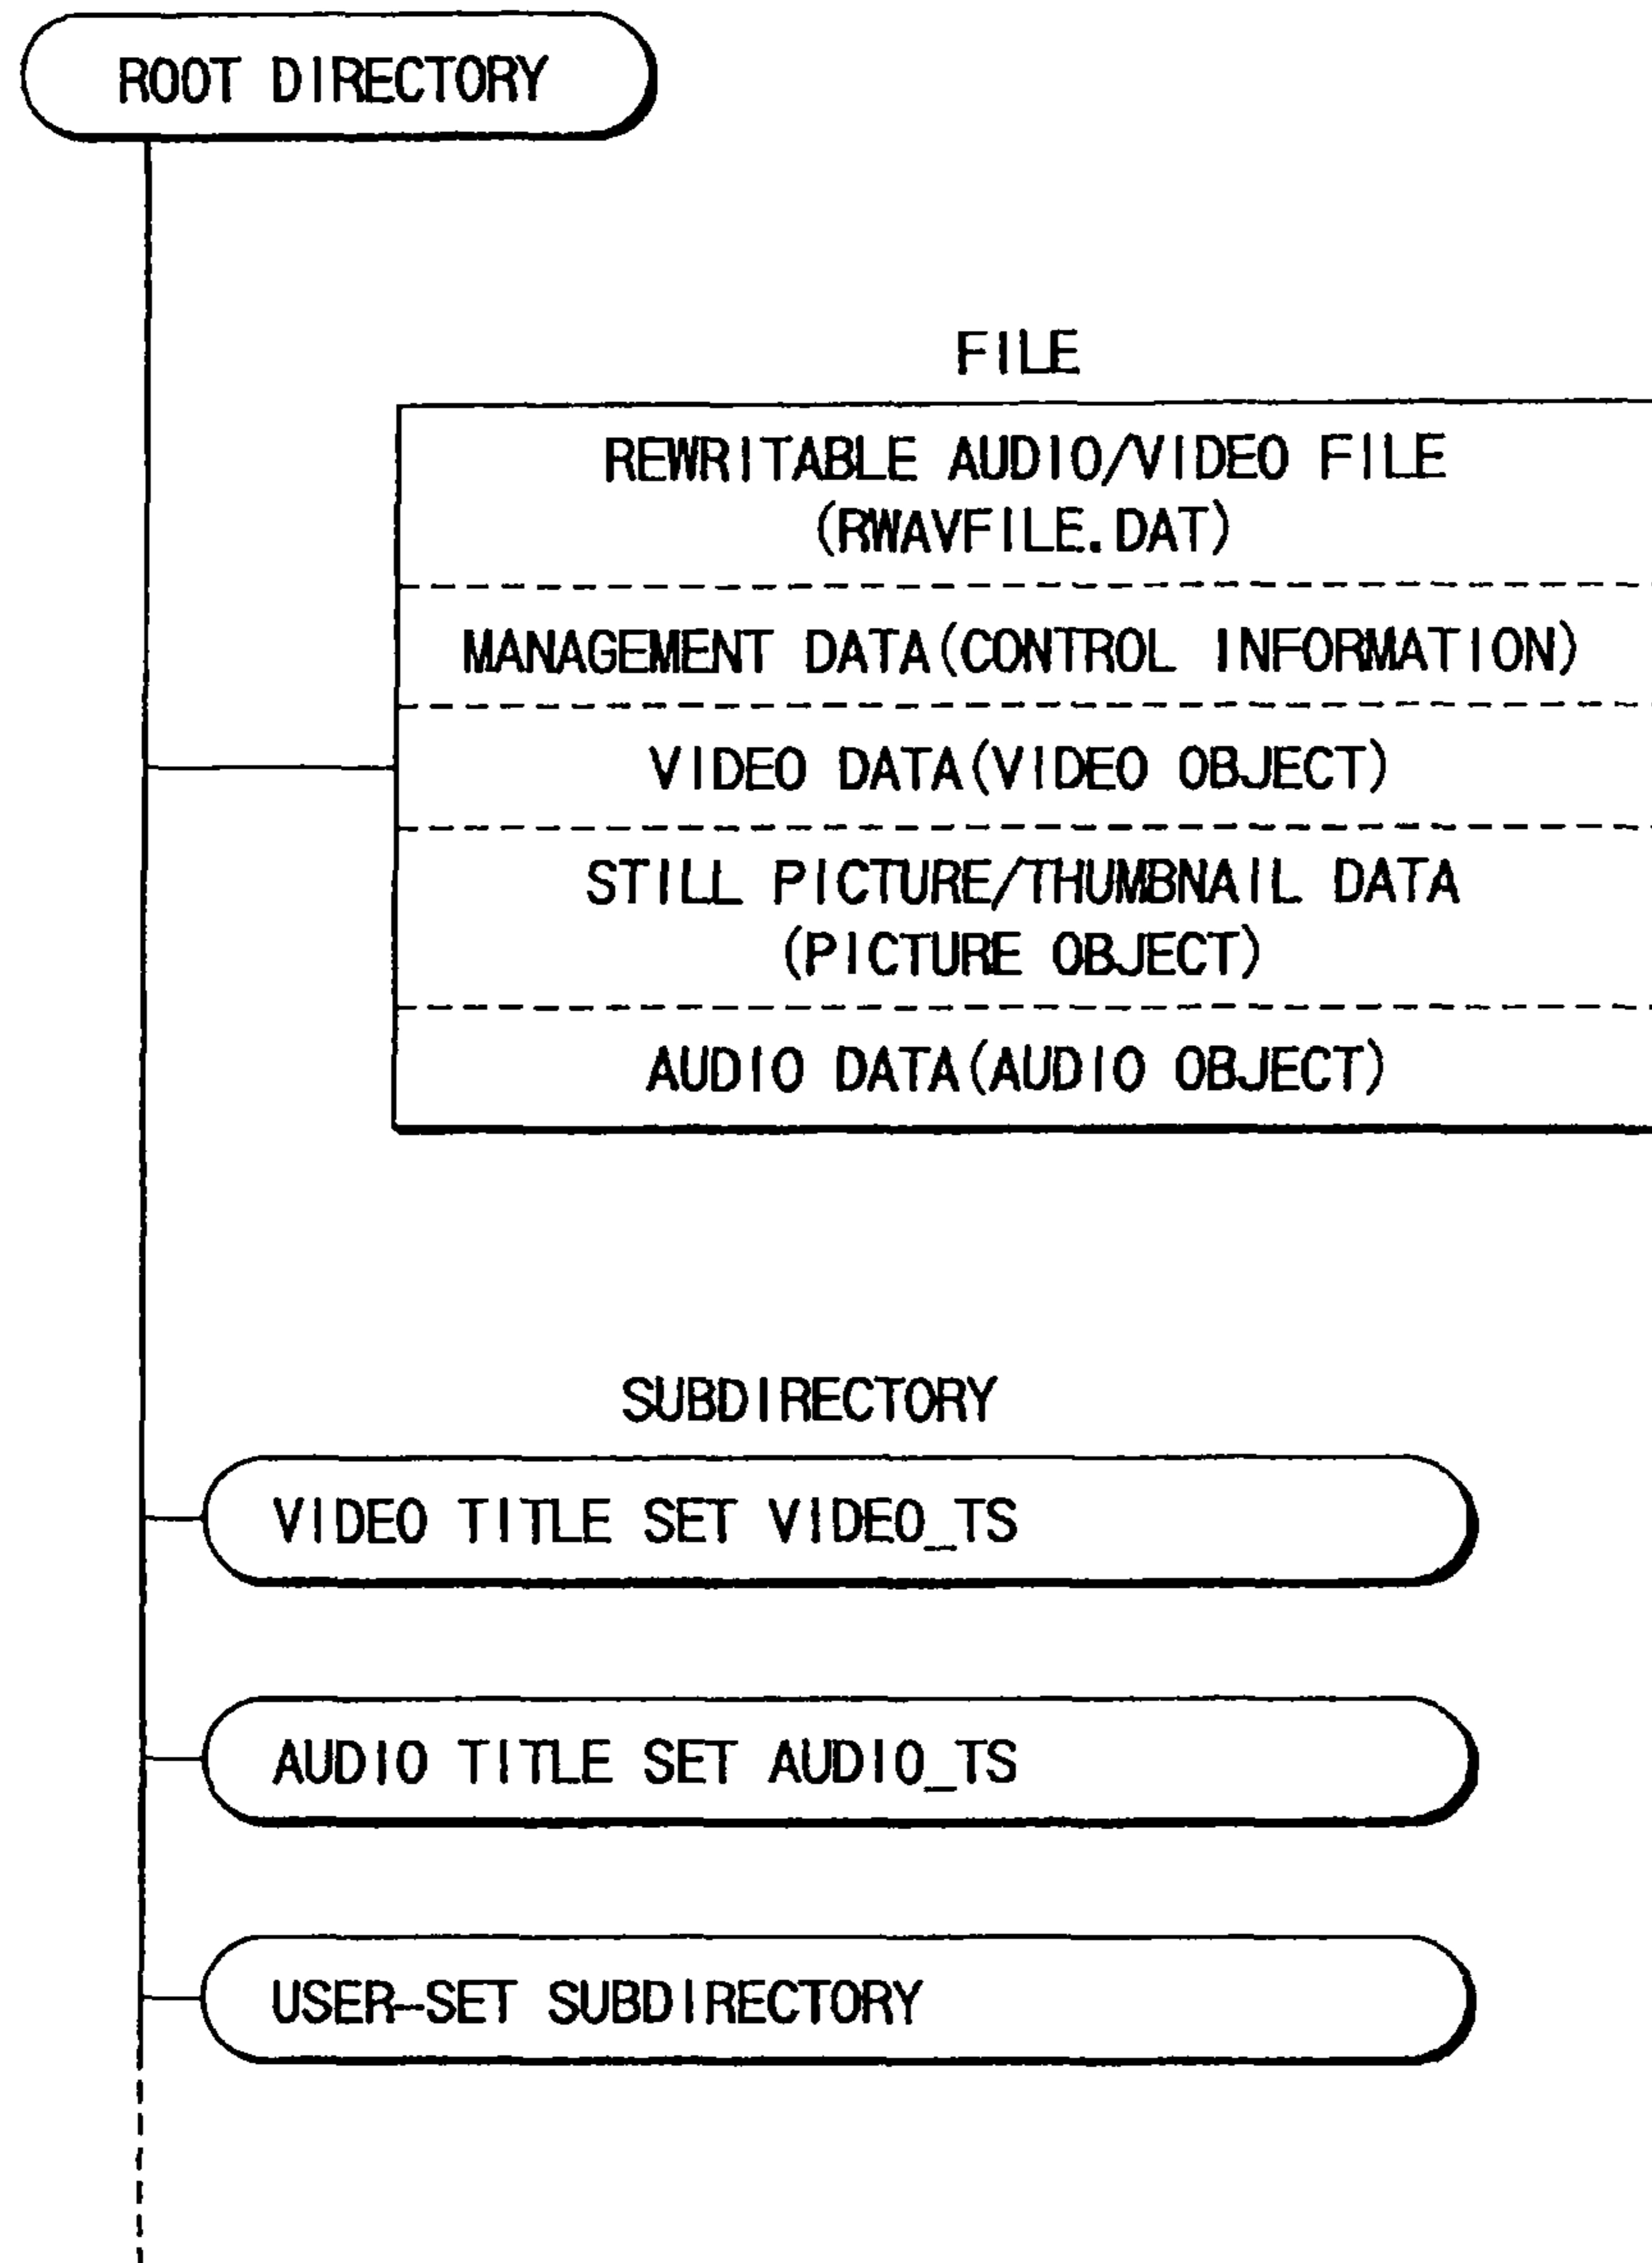 ROOT DIRECTORY
FILE
REWRITABLE AUDIO/VIDEO FILE
(RWAVFILE.DAT)
MANAGEMENT DATA(CONTROL INFORMATION)
VIDEO DATA(VIDEO OBJECT)
STILL PICTURE/THUMBNAIL DATA
(PICTURE OBJECT)
AUDIO DATA(AUDIO OBJECT)
SUBDIRECTORY
VIDEO TITLE SET VIDEO_TS
AUDIO TITLE SET AUDIO_TS
USER-SET SUBDIRECTORY